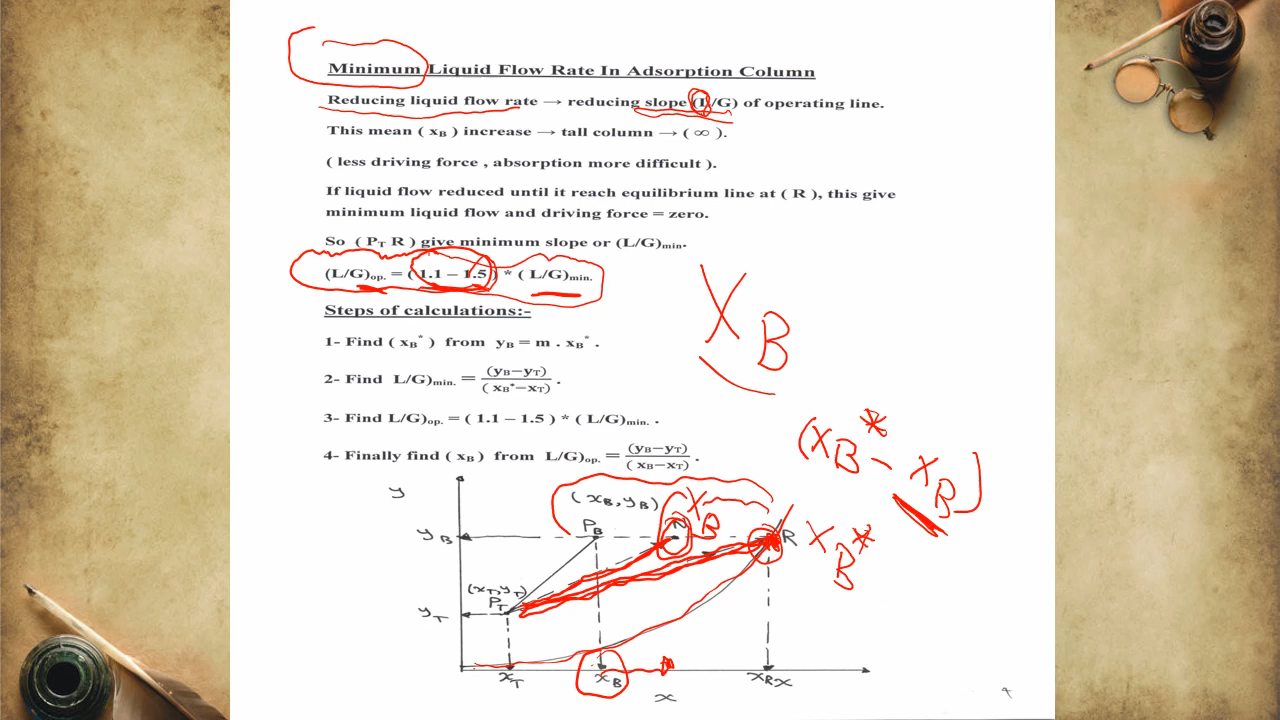 Minimum Liquid Flow Rate In Adsorption Column
Reducing liquid flow rate → reducing slope (L/G) of operating line.
This mean ( xB ) increase → tall column → ( ∞ ).
( less driving force , absorption more difficult ).
If liquid flow reduced until it reach equilibrium line at ( R ), this give
minimum liquid flow and driving force = zero.
So ( PT R ) give minimum slope or (L/G)min.
(L/G)op. = ( 1.1 – 1.5 ) * ( L/G)min.
Steps of calculations:-
1- Find ( xB* ) from yB = m . xB* .
2- Find L/G)min. = (yB−yT) / ( xB*−xT) .
3- Find L/G)op. = ( 1.1 – 1.5 ) * ( L/G)min. .
4- Finally find ( xB ) from L/G)op. = (yB−yT) / ( xB−xT) .
XB
(xB* - xB)
y
(xB, yB)
XB
yB
PB
R
xB*
(xT, yT)
PT
yT
xT
xB
xRx
x